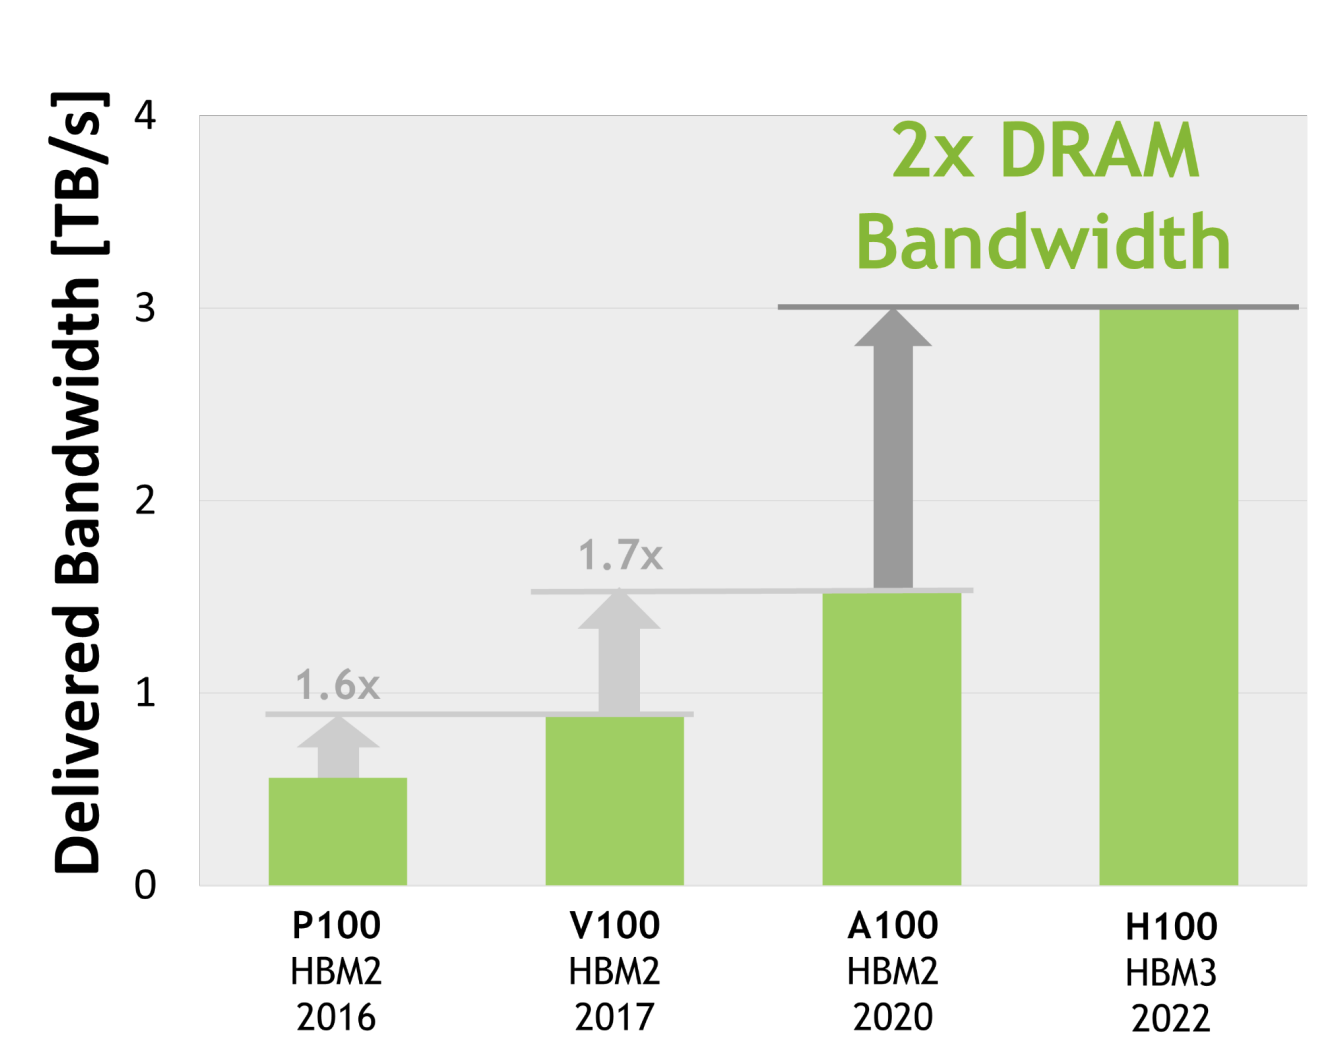 Delivered Bandwidth [TB/s]
4
3
2
1
0
2x DRAM
Bandwidth
1.7x
1.6x
P100
HBM2
2016
V100
HBM2
2017
A100
HBM2
2020
H100
HBM3
2022